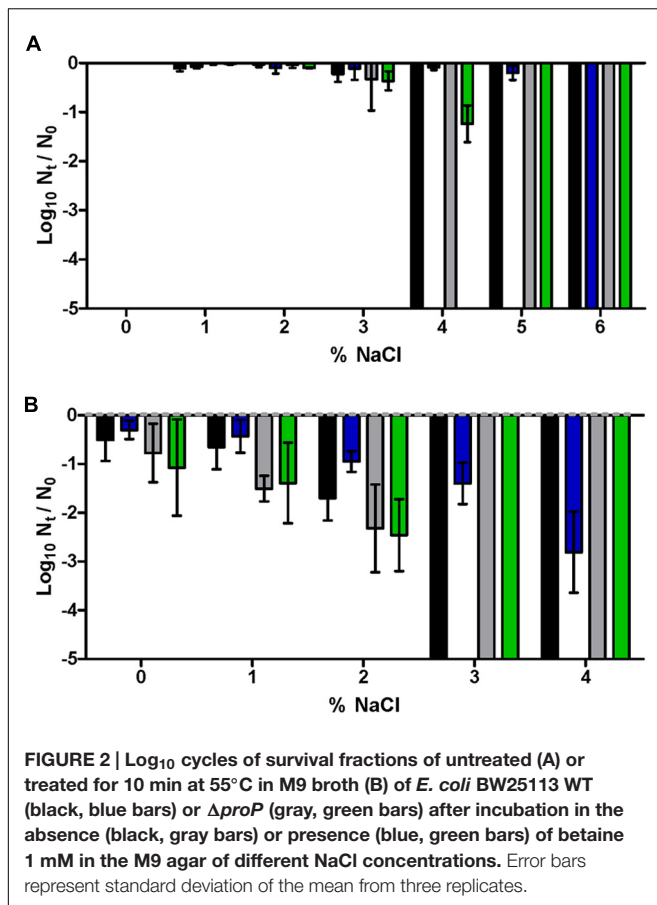 A
0
-1
-2
-3
-4
-5
Log10 Nt / N0
0 1 2 3 4 5 6
% NaCl
B
0
-1
-2
-3
-4
-5
Log10 Nt / N0
0 1 2 3 4
% NaCl
FIGURE 2 | Log10 cycles of survival fractions of untreated (A) or
treated for 10 min at 55°C in M9 broth (B) of E. coli BW25113 WT
(black, blue bars) or ΔproP (gray, green bars) after incubation in the
absence (black, gray bars) or presence (blue, green bars) of betaine
1 mM in the M9 agar of different NaCl concentrations. Error bars
represent standard deviation of the mean from three replicates.